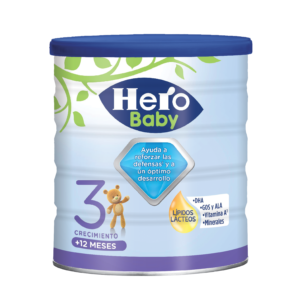 Hero
Baby
Ayuda a
reforzar las
defensas y a
un óptimo
desarrollo
3
CRECIMIENTO
+12 MESES
LÍPIDOS
LÁCTEOS
•DHA
•GOS y ALA
•Vitamina A
•Minerales